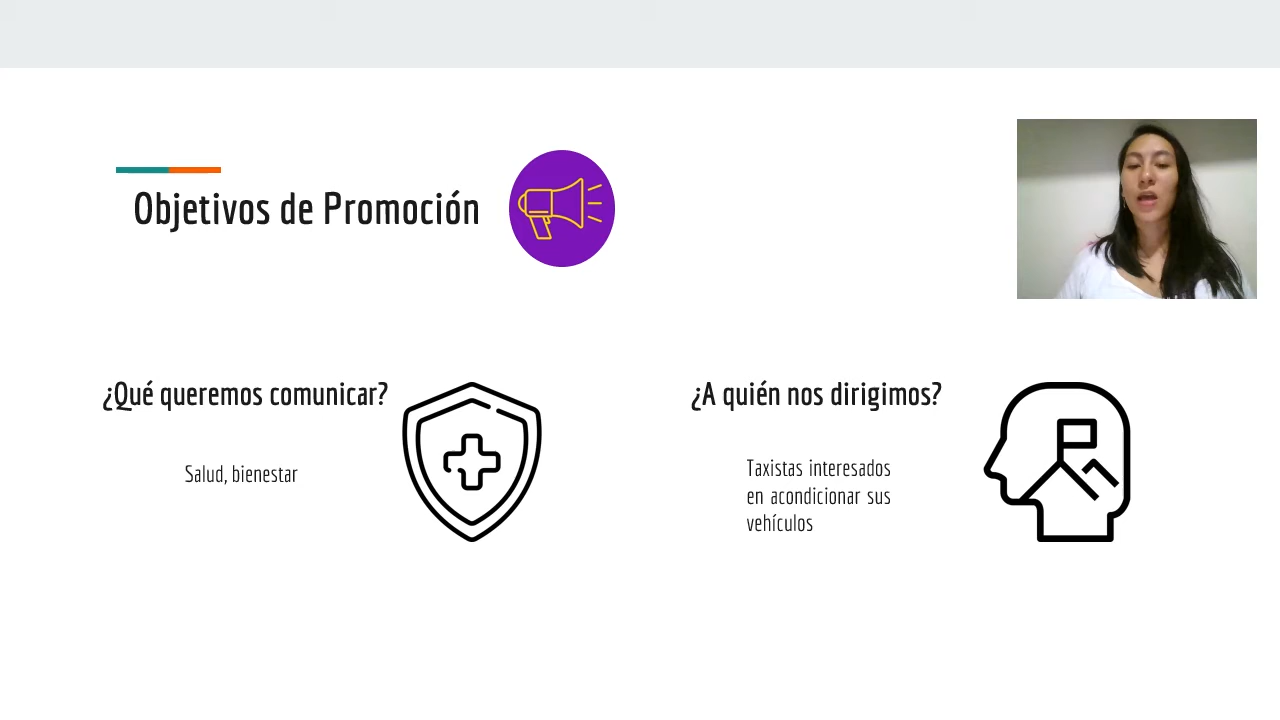 Objetivos de Promoción
¿Qué queremos comunicar?
Salud, bienestar
¿A quién nos dirigimos?
Taxistas interesados
en acondicionar sus
vehículos